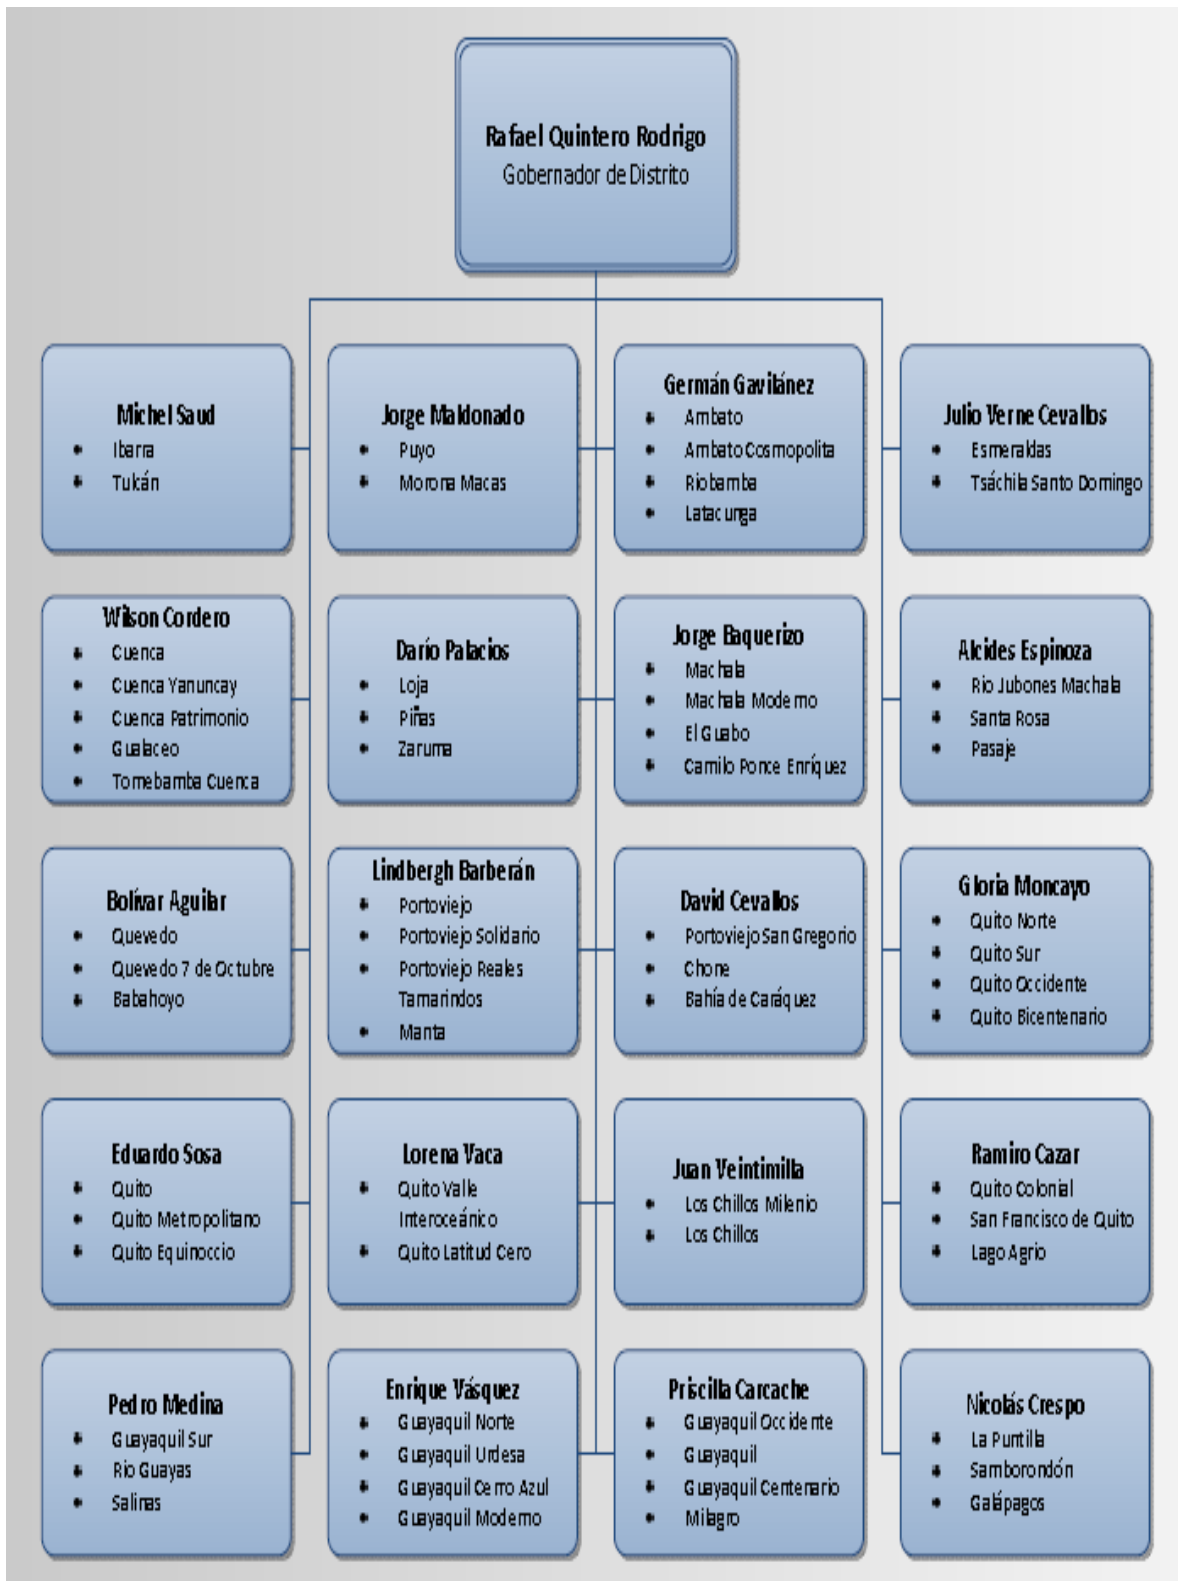 Rafael Quintero Rodrigo
Gobernador de Distrito
Michel Saud
• Ibarra
• Tulcán
Jorge Maldonado
• Puyo
• Morona Macas
Germán Gavilánez
• Ambato
• Ambato Cosmopolita
• Riobamba
• Latacunga
Julio Verne Cevallos
• Esmeraldas
• Tsáchila Santo Domingo
Wilson Cordero
• Cuenca
• Cuenca Yanuncay
• Cuenca Patrimonio
• Gualaceo
• Tomebamba Cuenca
Darío Palacios
• Loja
• Piñas
• Zaruma
Jorge Baquerizo
• Machala
• Machala Moderno
• El Guabo
• Camilo Ponce Enríquez
Alcides Espinoza
• Rio Jubones Machala
• Santa Rosa
• Pasaje
Bolívar Aguilar
• Quevedo
• Quevedo 7 de Octubre
• Babahoyo
Lindbergh Barberán
• Portoviejo
• Portoviejo Solidario
• Portoviejo Reales
Tamarindos
• Manta
David Cevallos
• Portoviejo San Gregorio
• Chone
• Bahía de Caráquez
Gloria Moncayo
• Quito Norte
• Quito Sur
• Quito Occidente
• Quito Bicentenario
Eduardo Sosa
• Quito
• Quito Metropolitano
• Quito Equinoccio
Lorena Vaca
• Quito Valle
Interoceánico
• Quito Latitud Cero
Juan Veintimilla
• Los Chillos Milenio
• Los Chillos
Ramiro Cazar
• Quito Colonial
• San Francisco de Quito
• Lago Agrio
Pedro Medina
• Guayaquil Sur
• Rio Guayas
• Salinas
Enrique Vásquez
• Guayaquil Norte
• Guayaquil Urdesa
• Guayaquil Cerro Azul
• Guayaquil Moderno
Priscilla Carcache
• Guayaquil Occidente
• Guayaquil
• Guayaquil Centenario
• Milagro
Nicolás Crespo
• La Puntilla
• Samborondón
• Galápagos